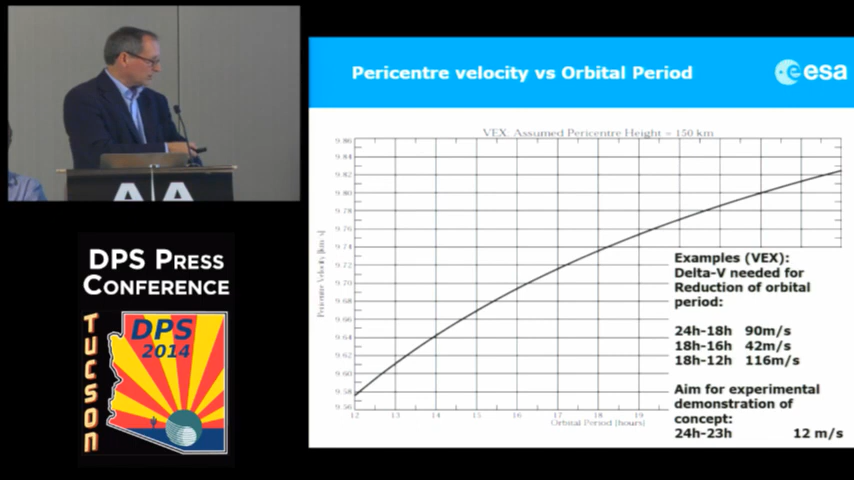 Pericentre velocity vs Orbital Period
esa
VEX. Assumed Pericentre Height = 150 km
9.86
9.84
9.82
9.80
9.78
9.76
9.74
9.72
9.70
9.68
9.66
9.64
9.62
9.60
9.58
9.56
Pericentre Velocity [km/s]
12 13 14 15 16 17 18 19
Orbital Period [hours]
Examples (VEX):
Delta-V needed for
Reduction of orbital
period:
24h-18h 90m/s
18h-16h 42m/s
18h-12h 116m/s
Aim for experimental
demonstration of
concept:
24h-23h 12 m/s
AA
DPS PRESS
CONFERENCE
TUCSON
DPS
2014